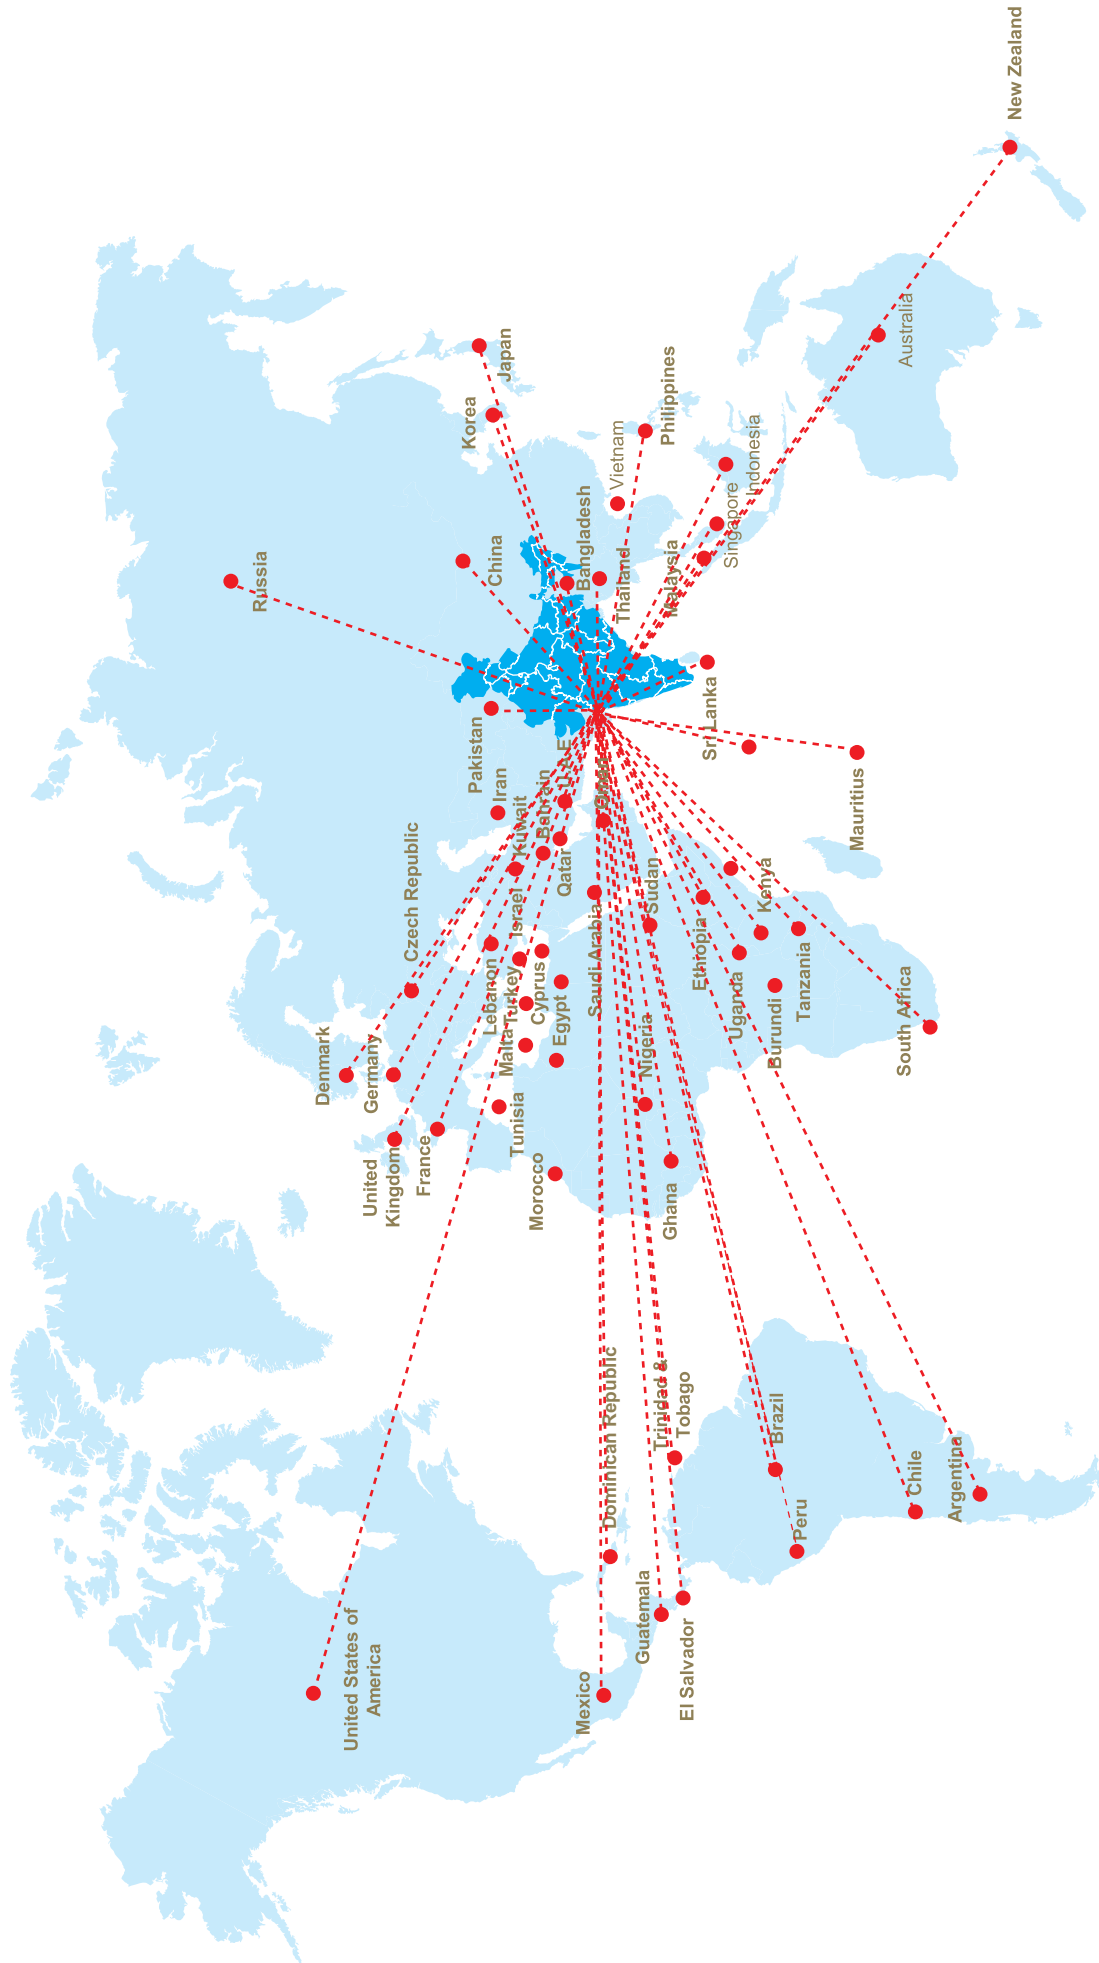 Russia
Denmark
United States of
America
Germany
United
Kingdom
Czech Republic
France
Korea
Japan
China
Pakistan
Iran
Lebanon
Kuwait
Israel
Turkey
Malta
Tunisia
Cyprus
Bahrain
Morocco
Egypt
Qatar
U.A.E
Bangladesh
Vietnam
Philippines
Thailand
Oman
Saudi Arabia
Sudan
Mexico
Dominican Republic
Nigeria
Guatemala
Trinidad &
Tobago
El Salvador
Ghana
Malaysia
Singapore
Indonesia
Sri Lanka
Ethiopia
Kenya
Uganda
Burundi
Tanzania
Brazil
Peru
Mauritius
Australia
South Africa
Chile
Argentina
New Zealand